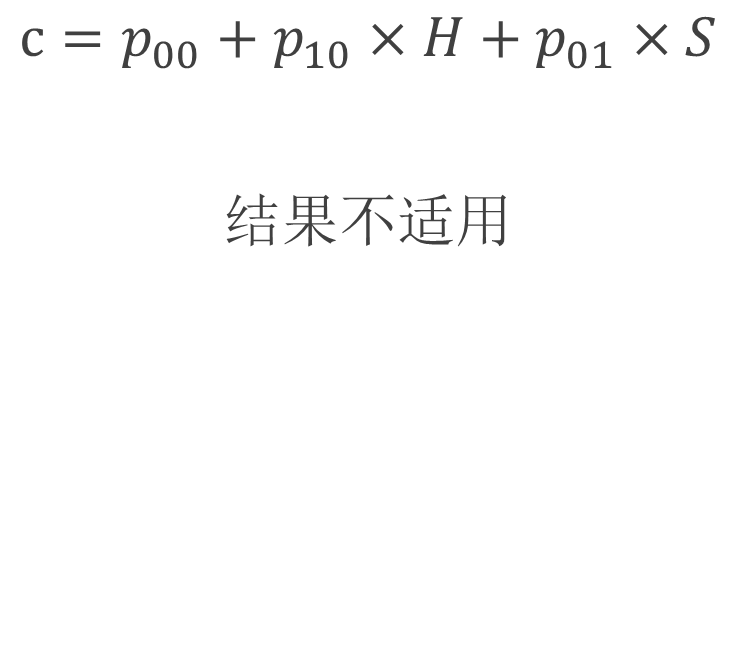 c = p₀₀ + p₁₀ × H + p₀₁ × S
结果不适用